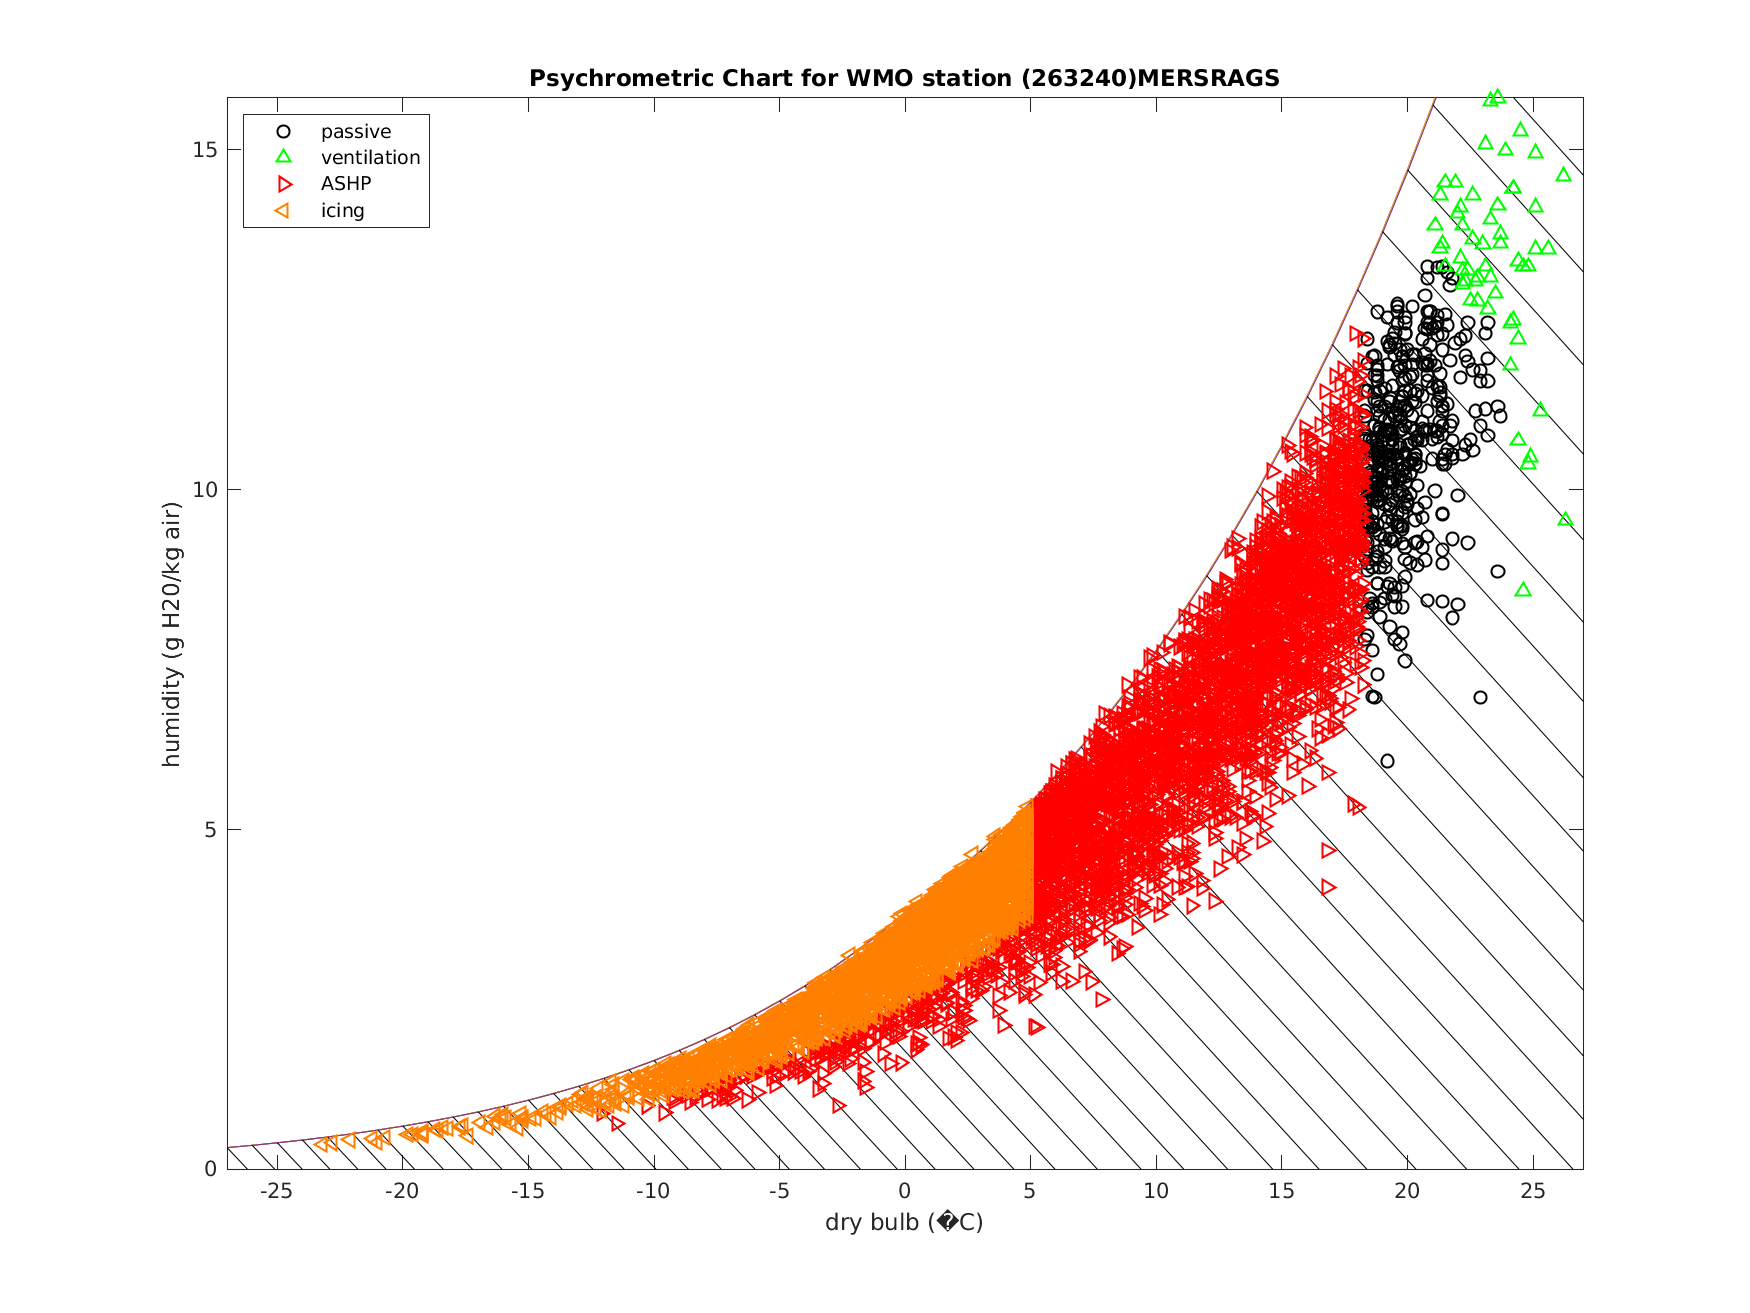 Psychrometric Chart for WMO station (263240)MERSRAGS
passive
ventilation
ASHP
icing
humidity (g H20/kg air)
15
10
5
0
-25 -20 -15 -10 -5 0 5 10 15 20 25
dry bulb (�C)